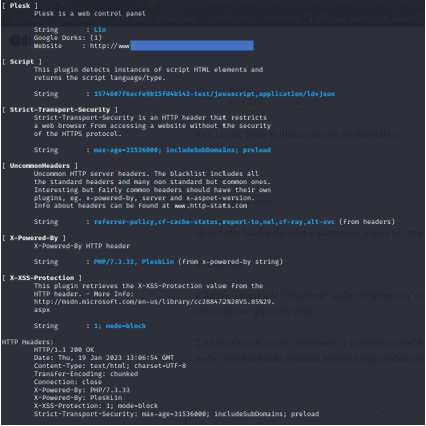 [ Plesk ]
Plesk is a web control panel
String : Lin
Google Dorks: (1)
Website : http://www
[ Script ]
This plugin detects instances of script HTML elements and
returns the script language/type.
String : 1574607f6acfe9b15fd4b142-text/javascript,application/ld+json
[ Strict-Transport-Security ]
Strict-Transport-Security is an HTTP header that restricts
a web browser from accessing a website without the security
of the HTTPS protocol.
String : max-age=31536000; includeSubDomains; preload
[ UncommonHeaders ]
Uncommon HTTP server headers. The blacklist includes all
the standard headers and many non standard but common ones.
Interesting but fairly common headers should have their own
plugins, eg. x-powered-by, server and x-aspnet-version.
Info about headers can be found at www.http-stats.com
String : referrer-policy,cf-cache-status,report-to,nel,cf-ray,alt-svc (from headers)
[ X-Powered-By ]
X-Powered-By HTTP header
String : PHP/7.3.33, PleskLin (from x-powered-by string)
[ X-XSS-Protection ]
This plugin retrieves the X-XSS-Protection value from the
HTTP header. - More Info:
http://msdn.microsoft.com/en-us/library/cc288472%28VS.85%29.
aspx
String : 1; mode=block
HTTP Headers:
HTTP/1.1 200 OK
Date: Thu, 19 Jan 2023 13:06:54 GMT
Content-Type: text/html; charset=UTF-8
Transfer-Encoding: chunked
Connection: close
X-Powered-By: PHP/7.3.33
X-Powered-By: PleskLin
X-XSS-Protection: 1; mode=block
Strict-Transport-Security: max-age=31536000; includeSubDomains; preload